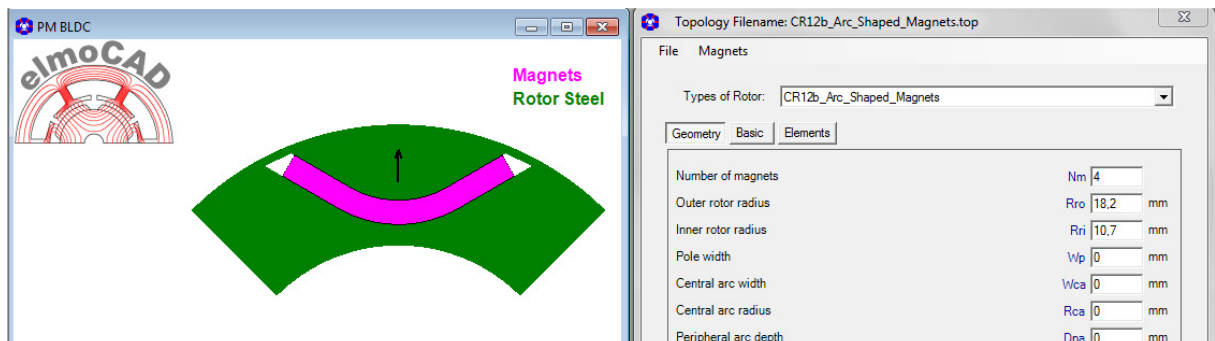 PM BLDC
elmoCAD
Magnets
Rotor Steel
Topology Filename: CR12b_Arc_Shaped_Magnets.top
File Magnets
Types of Rotor: CR12b_Arc_Shaped_Magnets
Geometry Basic Elements
Number of magnets Nm 4
Outer rotor radius Rro 18,2 mm
Inner rotor radius Rri 10,7 mm
Pole width Wp 0 mm
Central arc width Wca 0 mm
Central arc radius Rca 0 mm
Peripheral arc depth Dpa 0 mm